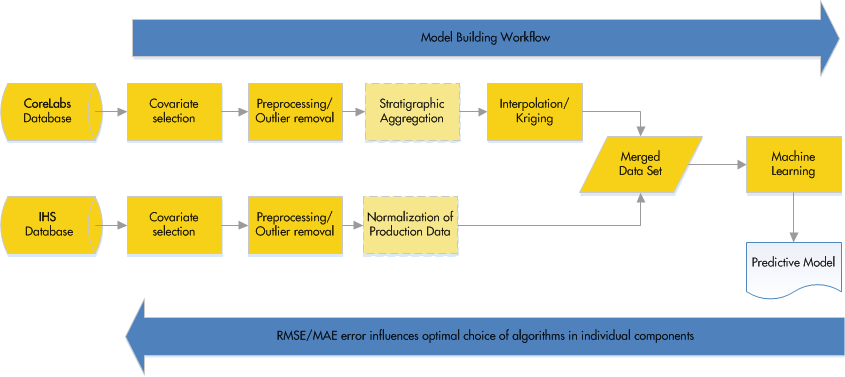 Model Building Workflow
CoreLabs
Database
Covariate
selection
Preprocessing/
Outlier removal
Stratigraphic
Aggregation
Interpolation/
Kriging
Merged
Data Set
Machine
Learning
IHS
Database
Covariate
selection
Preprocessing/
Outlier removal
Normalization of
Production Data
Predictive Model
RMSE/MAE error influences optimal choice of algorithms in individual components